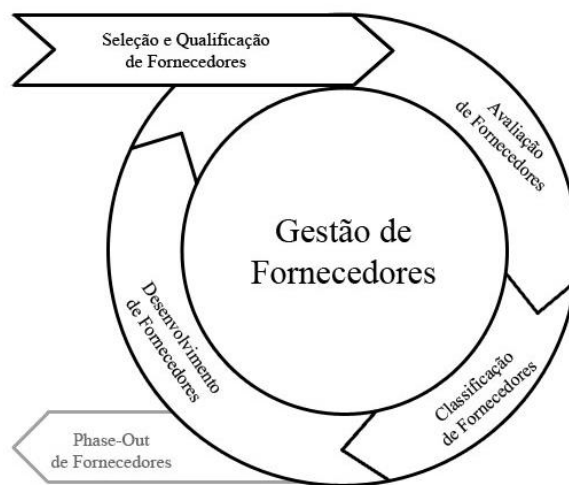 Seleção e Qualificação
de Fornecedores
Avaliação
de Fornecedores
Gestão de
Fornecedores
Classificação
de Fornecedores
Desenvolvimento
de Fornecedores
Phase-Out
de Fornecedores